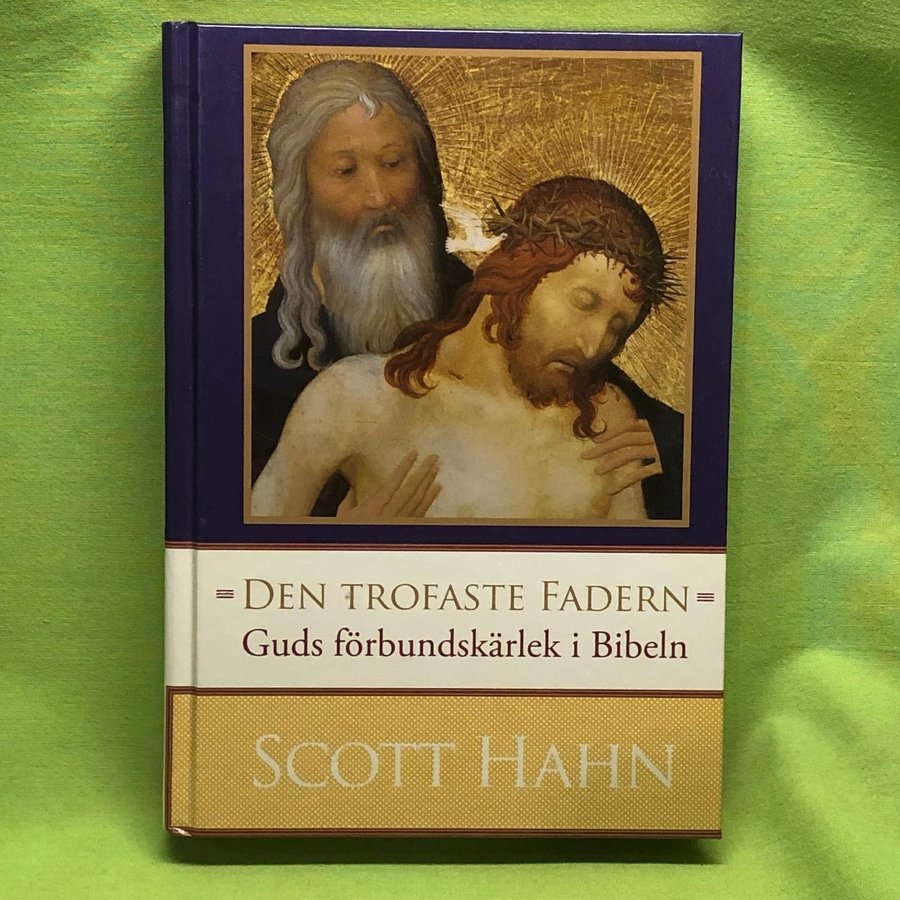 DEN TROFASTE FADERN
Guds förbundskärlek i Bibeln
SCOTT HAHN